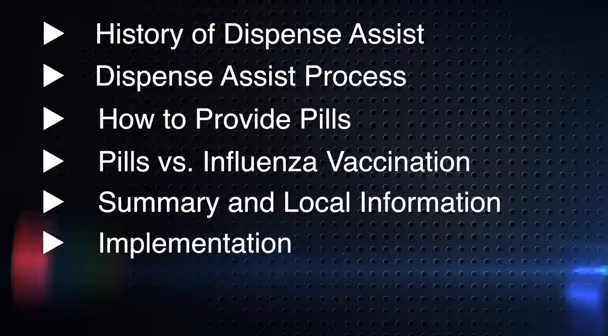 ▶ History of Dispense Assist
▶ Dispense Assist Process
▶ How to Provide Pills
▶ Pills vs. Influenza Vaccination
▶ Summary and Local Information
▶ Implementation